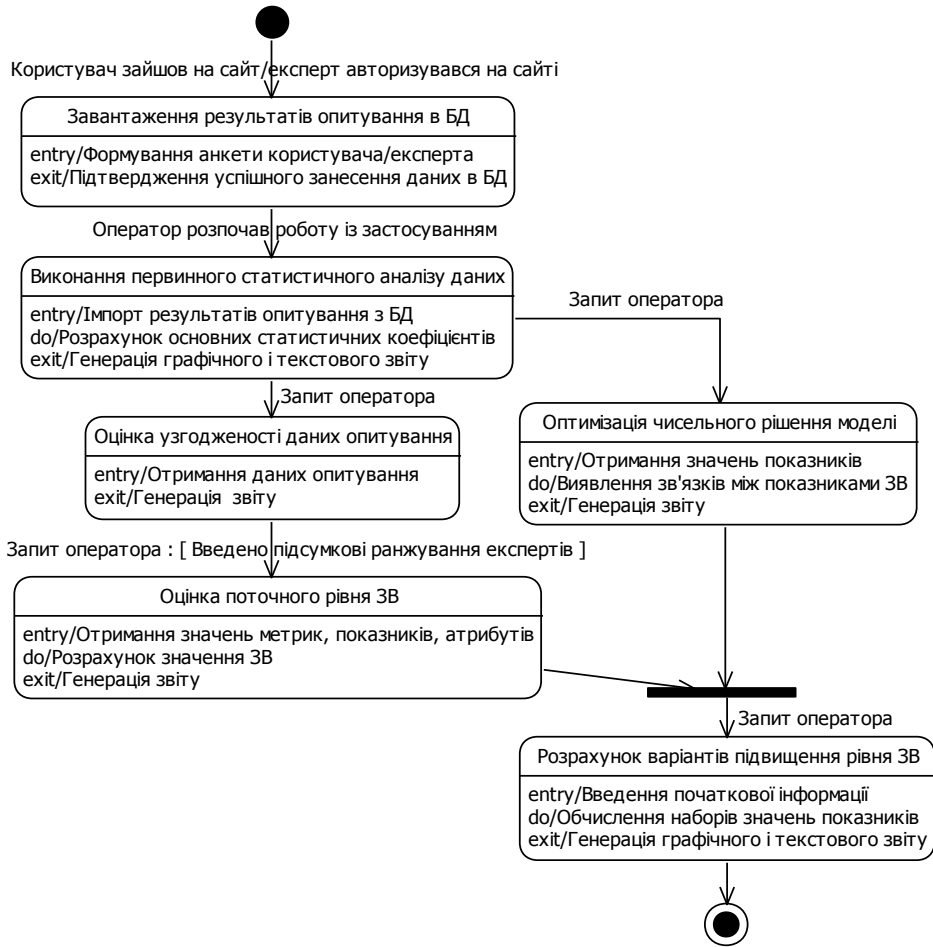 Користувач зайшов на сайт/експерт авторизувався на сайті
Завантаження результатів опитування в БД
entry/Формування анкети користувача/експерта
exit/Підтвердження успішного занесення даних в БД
Оператор розпочав роботу із застосуванням
Виконання первинного статистичного аналізу даних
entry/Імпорт результатів опитування з БД
do/Розрахунок основних статистичних коефіцієнтів
exit/Генерація графічного і текстового звіту
Запит оператора
Запит оператора
Оцінка узгодженості даних опитування
entry/Отримання даних опитування
exit/Генерація  звіту
Оптимізація чисельного рішення моделі
entry/Отримання значень показників
do/Виявлення зв'язків між показниками ЗВ
exit/Генерація звіту
Запит оператора : [ Введено підсумкові ранжування експертів ]
Оцінка поточного рівня ЗВ
entry/Отримання значень метрик, показників, атрибутів
do/Розрахунок значення ЗВ
exit/Генерація звіту
Запит оператора
Розрахунок варіантів підвищення рівня ЗВ
entry/Введення початкової інформації
do/Обчислення наборів значень показників
exit/Генерація графічного і текстового звіту